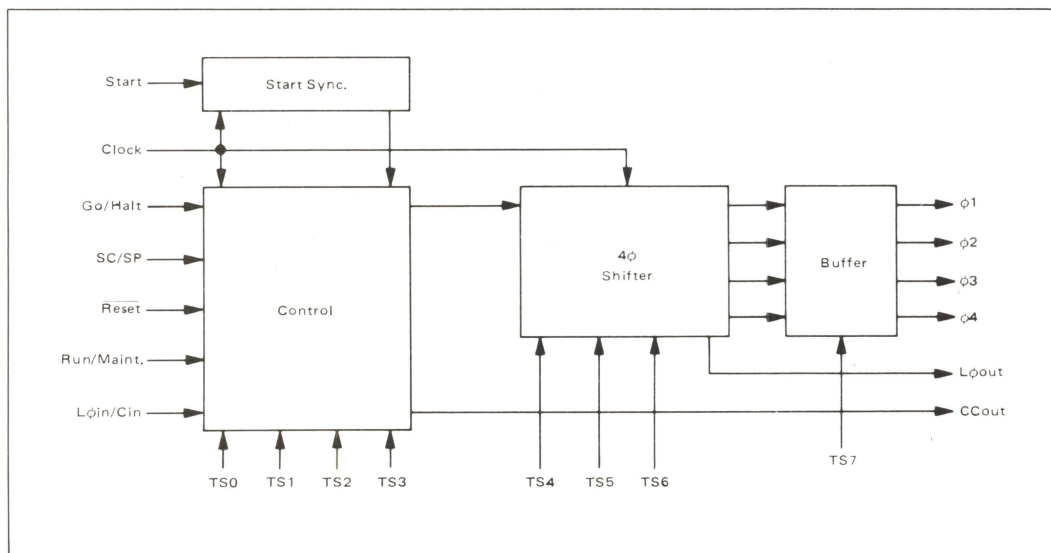 Start
Start Sync.
Clock
Go/Halt
SC/SP
Reset
Run/Maint.
Lϕin/Cin
Control
4ϕ
Shifter
Buffer
ϕ1
ϕ2
ϕ3
ϕ4
Lϕout
CCout
TS0 TS1 TS2 TS3 TS4 TS5 TS6 TS7